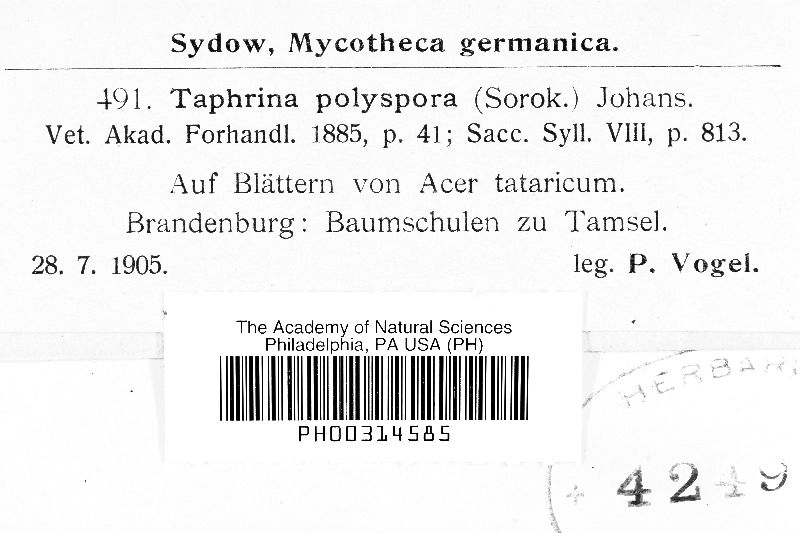 Sydow, Mycotheca germanica.
491. Taphrina polyspora (Sorok.) Johans.
Vet. Akad. Forhandl. 1885, p. 41; Sacc. Syll. VIII, p. 813.
Auf Blättern von Acer tataricum.
Brandenburg: Baumschulen zu Tamsel.
28. 7. 1905. leg. P. Vogel.
The Academy of Natural Sciences
Philadelphia, PA USA (PH)
PH00314585
4249